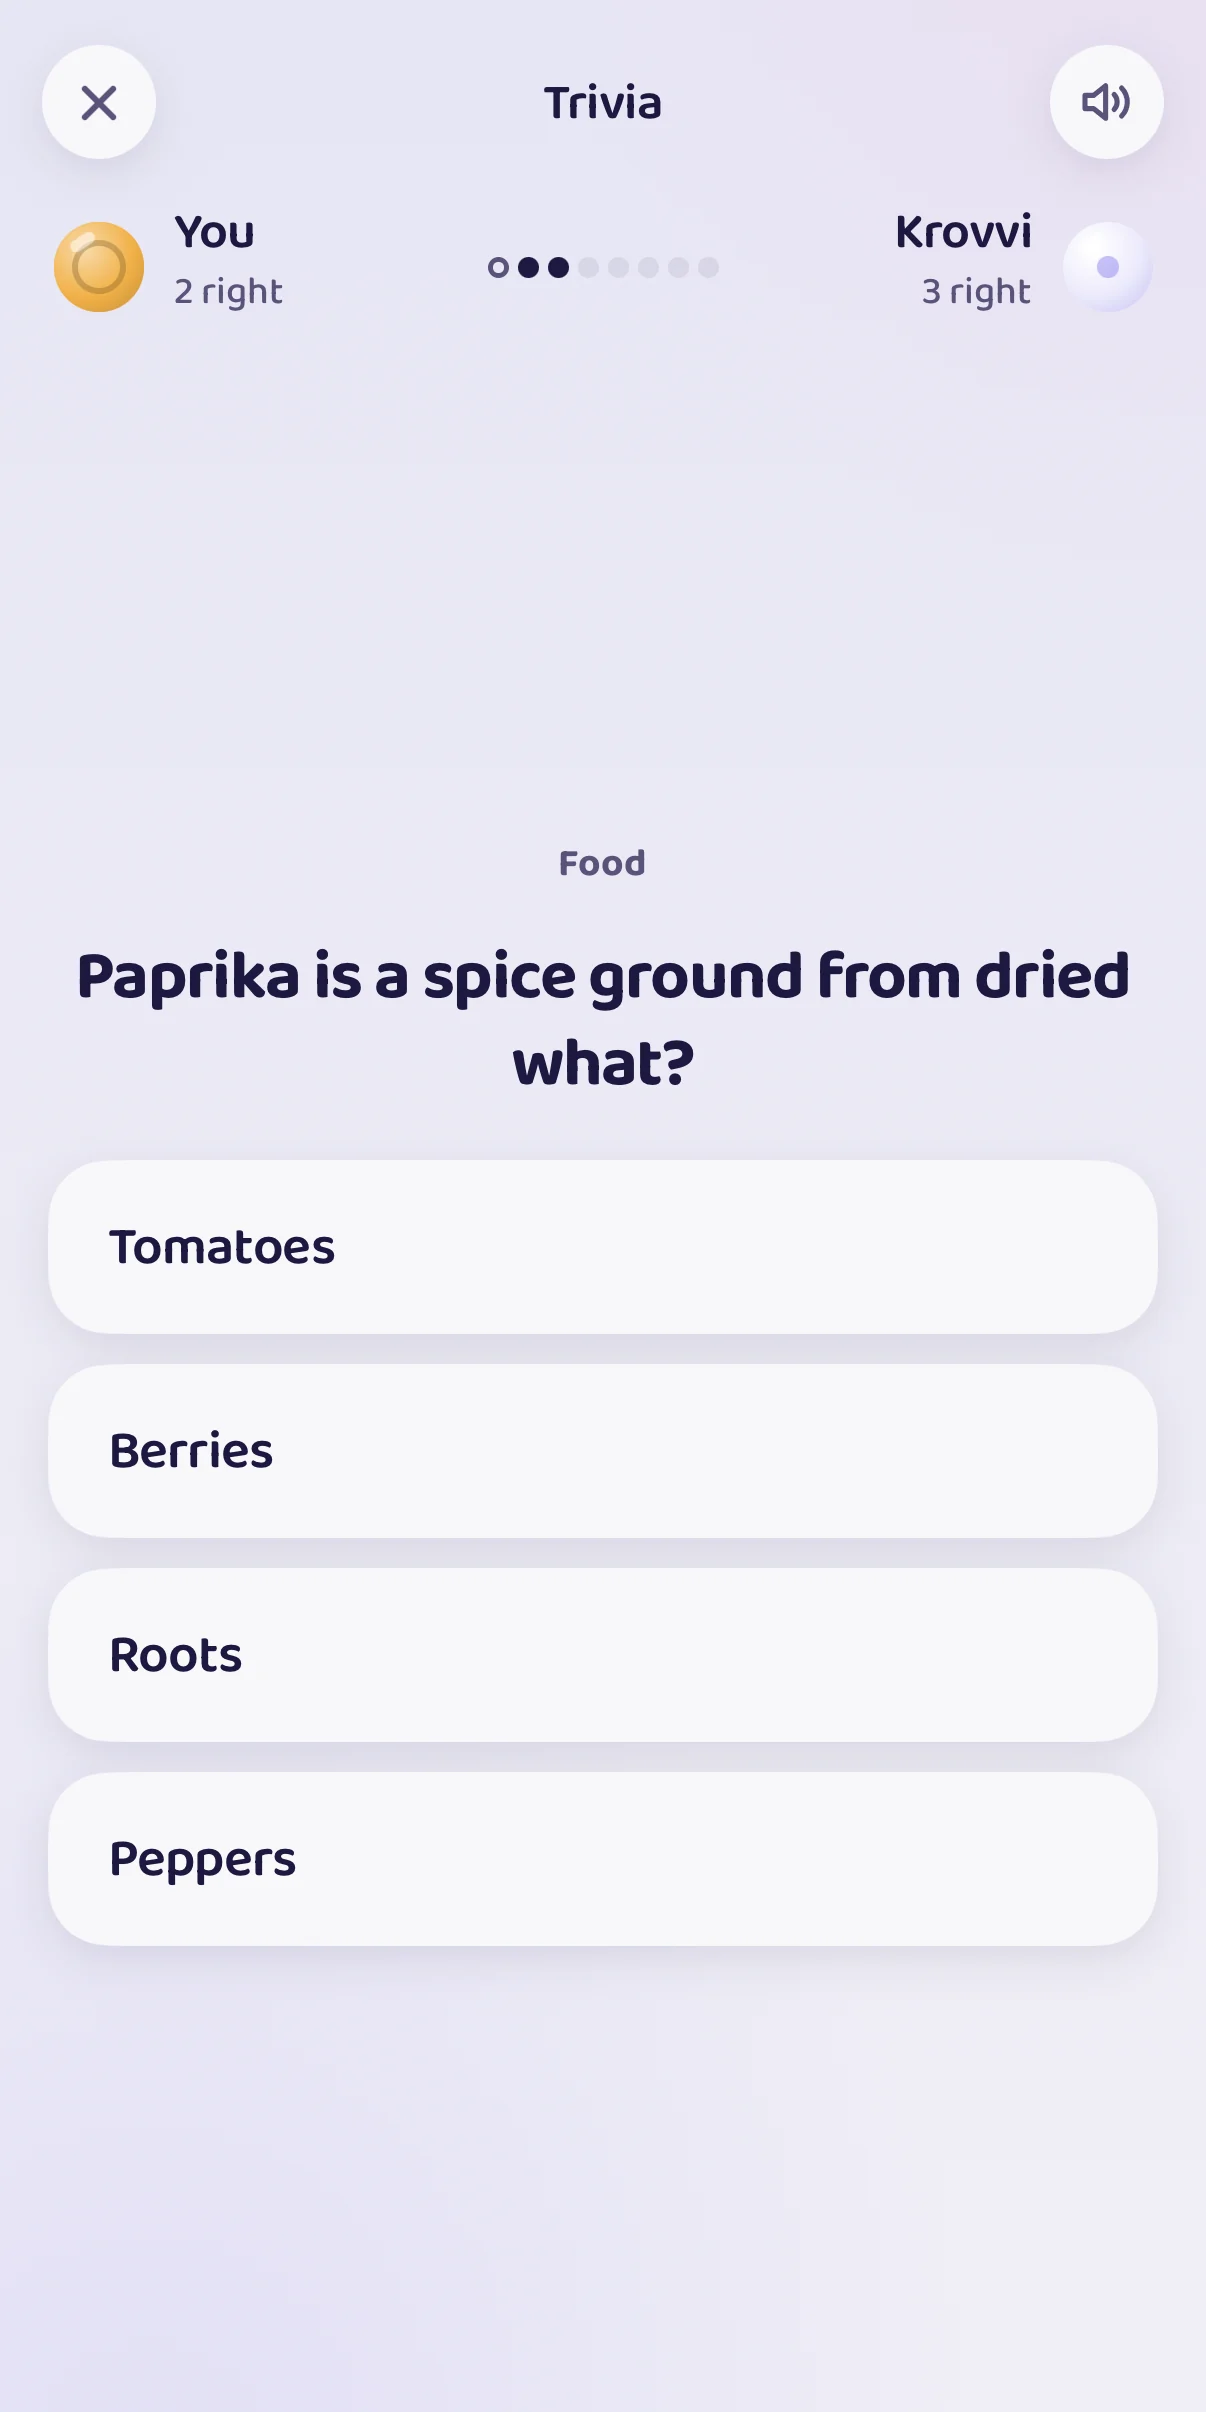 Trivia
You
2 right
Krovvi
3 right
Food
Paprika is a spice ground from dried
what?
Tomatoes
Berries
Roots
Peppers